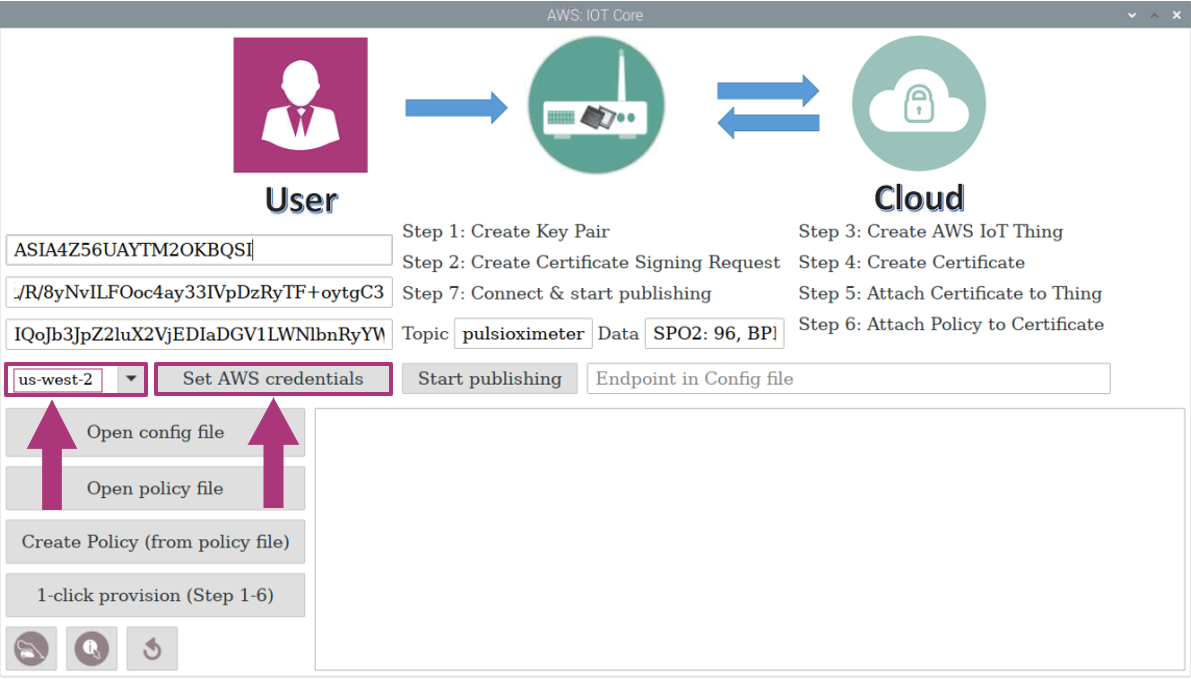 AWS: IOT Core
User
Cloud
ASIA4Z56UAYTM2OKBQSI
/R/8yNvILFOoc4ay33IVpDzRyTF+oytgC3
IQoJb3JpZ2luX2VjEDIaDGV1LWNlbnRyYW
us-west-2
Set AWS credentials
Step 1: Create Key Pair
Step 2: Create Certificate Signing Request
Step 7: Connect & start publishing
Topic pulsioximeter Data SPO2: 96, BPI
Start publishing
Endpoint in Config file
Step 3: Create AWS IoT Thing
Step 4: Create Certificate
Step 5: Attach Certificate to Thing
Step 6: Attach Policy to Certificate
Open config file
Open policy file
Create Policy (from policy file)
1-click provision (Step 1-6)